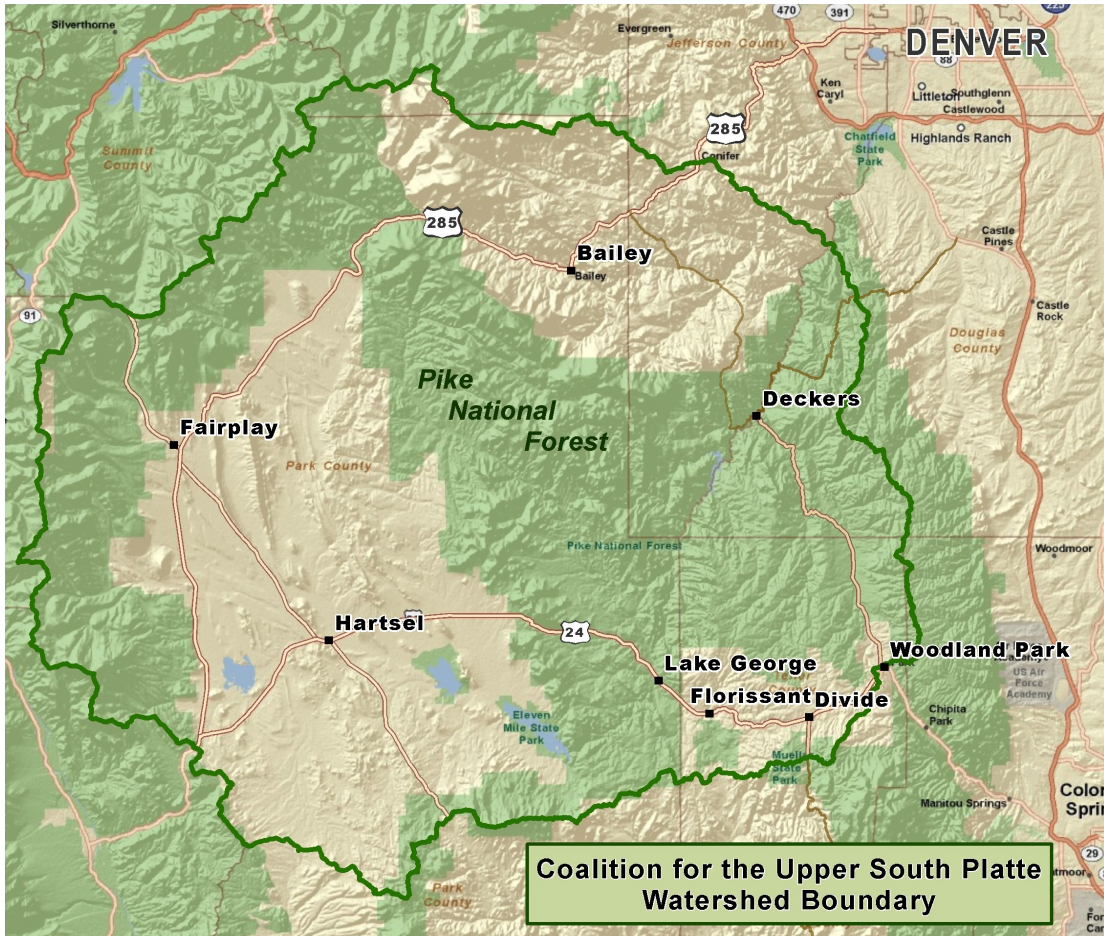 Silverthorne
Evergreen
Jefferson County
470
391
225
DENVER
88
Ken
Caryl
Littleton
Southglenn
Castlewood
Highlands Ranch
Chatfield
State
Park
Summit
County
285
Conifer
285
Bailey
Bailey
Castle
Pines
Castle
Rock
Douglas
County
91
Pike
National
Forest
Deckers
Fairplay
Park County
Pike National Forest
Woodmoor
Hartsel
24
Lake George
Florissant
Divide
Woodland Park
US Air
Force
Academy
Eleven
Mile State
Park
Chipita
Park
State
Park
Manitou Springs
Park
County
29
Coalition for the Upper South Platte
Watershed Boundary